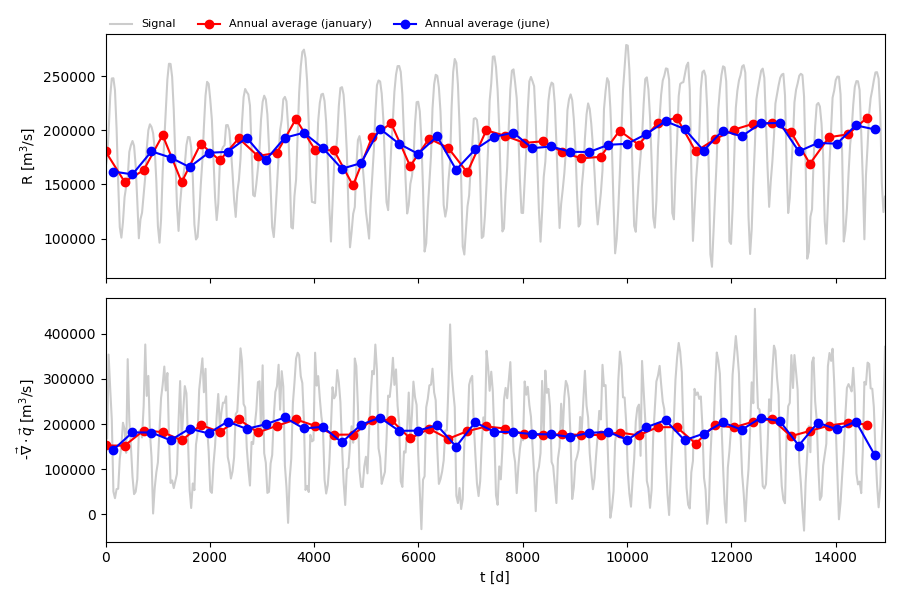 Signal Annual average (january) Annual average (june)
R [m³/s]
250000
200000
150000
100000
-∇⃗ · q⃗ [m³/s]
400000
300000
200000
100000
0
0 2000 4000 6000 8000 10000 12000 14000
t [d]